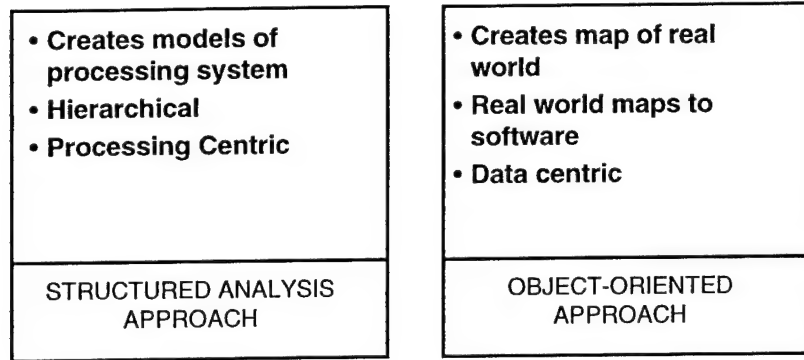 • Creates models of
processing system
• Hierarchical
• Processing Centric
STRUCTURED ANALYSIS
APPROACH
• Creates map of real
world
• Real world maps to
software
• Data centric
OBJECT-ORIENTED
APPROACH